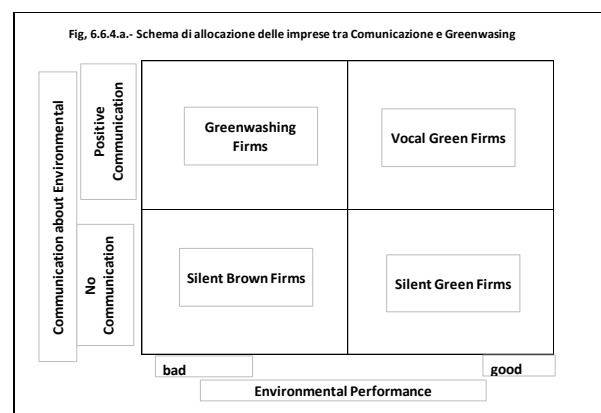 Fig, 6.6.4.a.- Schema di allocazione delle imprese tra Comunicazione e Greenwasing
Communication about Environmental
Positive
Communication
Greenwashing
Firms
Vocal Green Firms
No
Communication
Silent Brown Firms
Silent Green Firms
bad
good
Environmental Performance